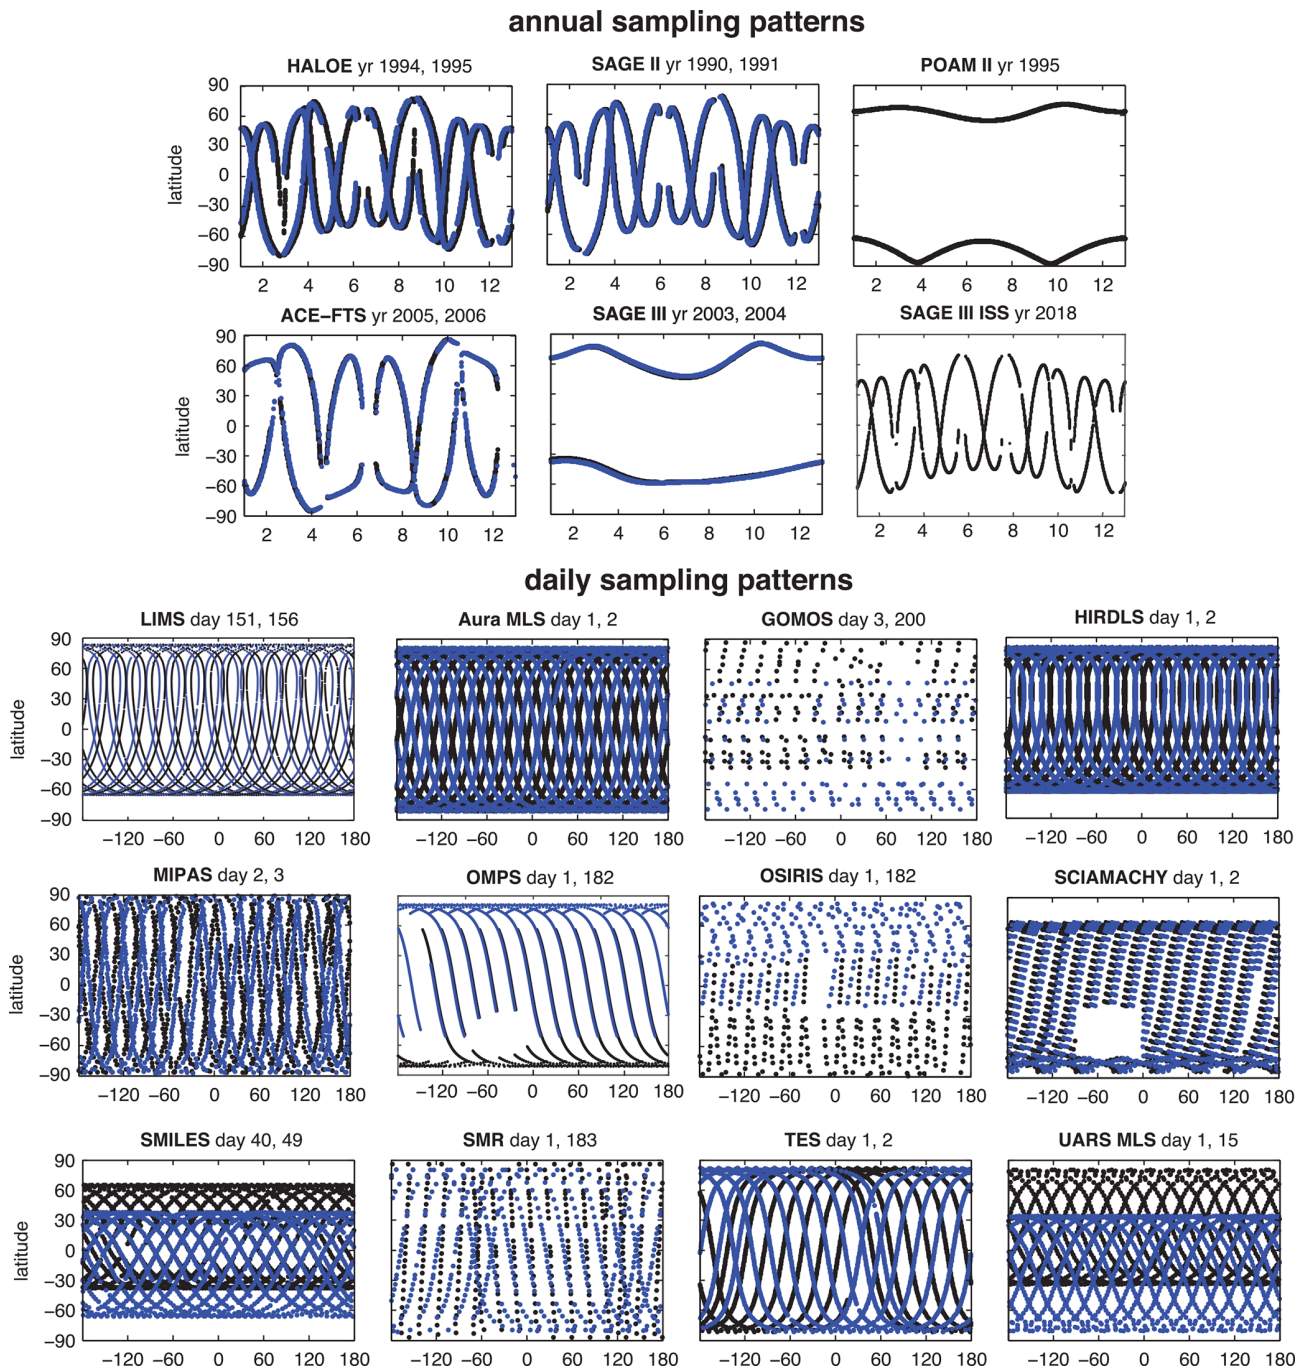 annual sampling patterns
HALOE yr 1994, 1995
SAGE II yr 1990, 1991
POAM II yr 1995
90
60
30
0
−30
−60
−90
latitude
2 4 6 8 10 12
2 4 6 8 10 12
2 4 6 8 10 12
ACE−FTS yr 2005, 2006
SAGE III yr 2003, 2004
SAGE III ISS yr 2018
90
60
30
0
−30
−60
−90
latitude
2 4 6 8 10 12
2 4 6 8 10 12
2 4 6 8 10 12
daily sampling patterns
LIMS day 151, 156
Aura MLS day 1, 2
GOMOS day 3, 200
HIRDLS day 1, 2
90
60
30
0
−30
−60
−90
latitude
−120 −60 0 60 120 180
−120 −60 0 60 120 180
−120 −60 0 60 120 180
−120 −60 0 60 120 180
MIPAS day 2, 3
OMPS day 1, 182
OSIRIS day 1, 182
SCIAMACHY day 1, 2
90
60
30
0
−30
−60
−90
latitude
−120 −60 0 60 120 180
−120 −60 0 60 120 180
−120 −60 0 60 120 180
−120 −60 0 60 120 180
SMILES day 40, 49
SMR day 1, 183
TES day 1, 2
UARS MLS day 1, 15
90
60
30
0
−30
−60
−90
latitude
−120 −60 0 60 120 180
−120 −60 0 60 120 180
−120 −60 0 60 120 180
−120 −60 0 60 120 180